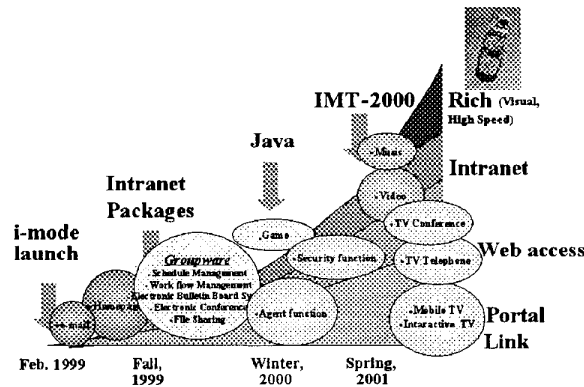 IMT-2000
Rich (Visual,
High Speed)
Java
Music
Intranet
Intranet
Packages
Video
i-mode
launch
Game
TV Conference
Groupware
Schedule Management
Work flow Management
Electronic Bulletin Board Sy
Electronic Conference
File Sharing
Security function
TV Telephone
Web access
e-mail
Agent function
Mobile TV
Interactive TV
Portal
Link
Feb. 1999
Fall,
1999
Winter,
2000
Spring,
2001